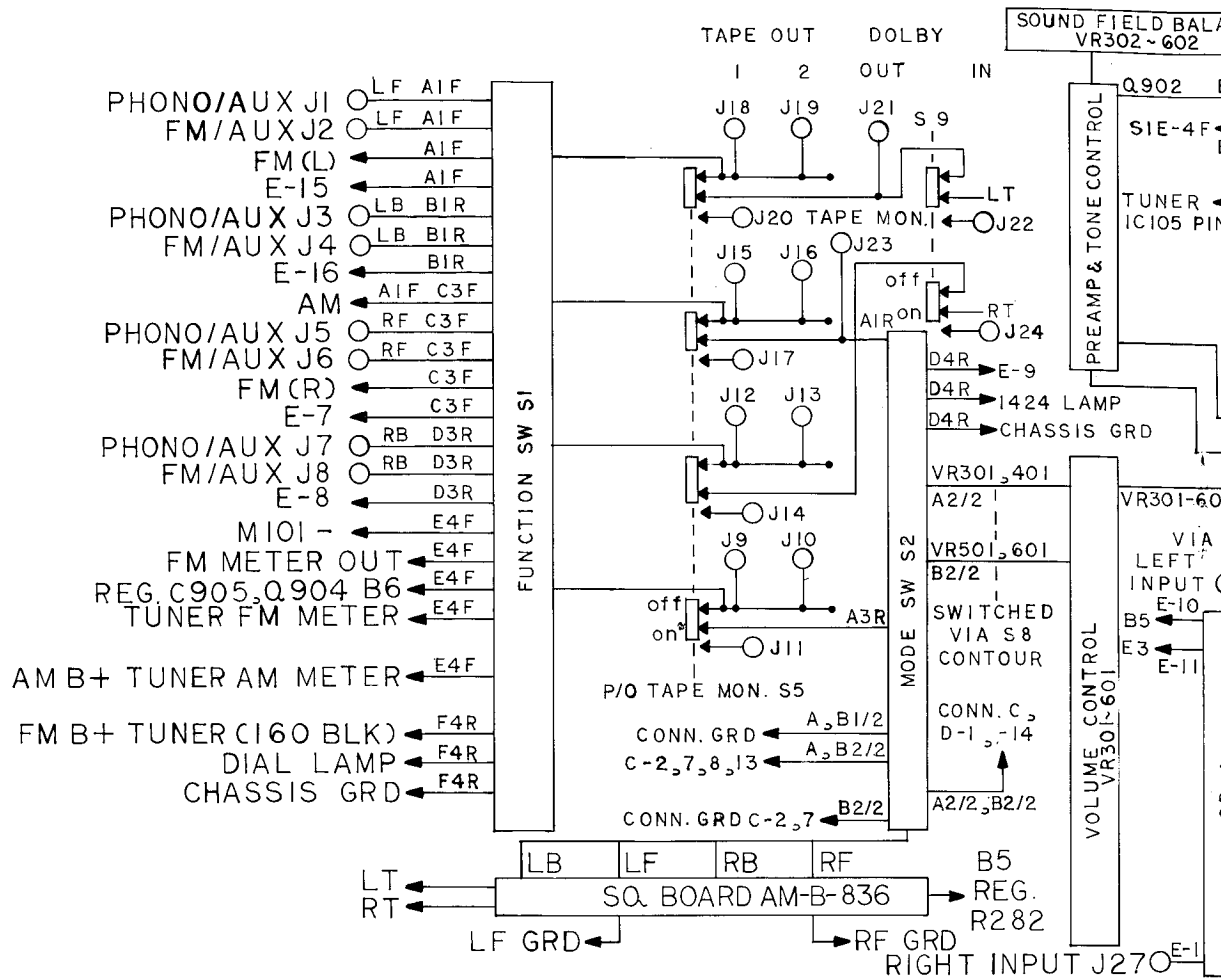 SOUND FIELD BALA
VR302~602
TAPE OUT
1 2
DOLBY
OUT IN
PHONO/AUX J1 LF A1F
FM/AUX J2 LF A1F
FM (L) A1F
E-15 A1F
PHONO/AUX J3 LB B1R
FM/AUX J4 LB B1R
E-16 B1R
AM A1F C3F
PHONO/AUX J5 RF C3F
FM/AUX J6 RF C3F
FM (R) C3F
E-7 C3F
PHONO/AUX J7 RB D3R
FM/AUX J8 RB D3R
E-8 D3R
M101 - E4F
FM METER OUT E4F
REG. C905,Q904 B6 E4F
TUNER FM METER E4F
AM B+ TUNER AM METER E4F
FM B+ TUNER (160 BLK) F4R
DIAL LAMP F4R
CHASSIS GRD F4R
FUNCTION SW S1
J18 J19 J21 S9
LT
J20 TAPE MON. J22
J23
J15 J16
off
on
RT
J17
J24
A1R
J12 J13
J14
J9 J10
off
on
A3R
J11
P/O TAPE MON. S5
MODE SW S2
D4R E-9
D4R 1424 LAMP
D4R CHASSIS GRD
VR301,401
A2/2
VR501,601
B2/2
SWITCHED
VIA S8
CONTOUR
CONN. C,
D-1,-14
A2/2,B2/2
CONN. GRD A,B1/2
C-2,7,8,13 A,B2/2
CONN. GRD C-2,7 B2/2
LB LF RB RF
LT
RT
SQ BOARD AM-B-836
B5
REG.
R282
LF GRD
RF GRD
PREAMP & TONE CONTROL
Q902
S1E-4F
TUNER
IC105 PIN
VOLUME CONTROL
VR301~601
VR301-60
VIA
LEFT
INPUT
E-10
B5
E3
E-11
RIGHT INPUT J27 E-1